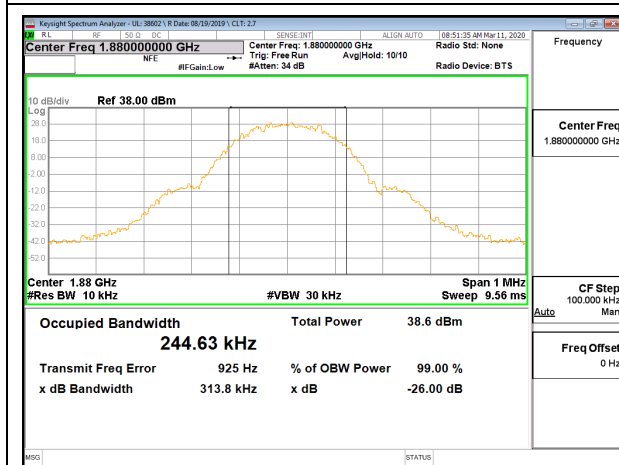 Keysight Spectrum Analyzer - UL: 38602 \ R Date: 08/19/2019 \ CLT: 2.7
LXI RL RF 50 Ω DC SENSE:INT ALIGN AUTO 08:51:35 AM Mar 11, 2020
Center Freq 1.880000000 GHz Center Freq: 1.880000000 GHz Radio Std: None Frequency
NFE Trig: Free Run Avg|Hold: 10/10
#IFGain:Low #Atten: 34 dB Radio Device: BTS
10 dB/div Ref 38.00 dBm
Log
28.0
18.0
8.00
-2.00
-12.0
-22.0
-32.0
-42.0
-52.0
Center Freq
1.880000000 GHz
Center 1.88 GHz Span 1 MHz
#Res BW 10 kHz #VBW 30 kHz Sweep 9.56 ms
CF Step
100.000 kHz
Auto Man
Occupied Bandwidth Total Power 38.6 dBm
244.63 kHz
Freq Offset
0 Hz
Transmit Freq Error 925 Hz % of OBW Power 99.00 %
x dB Bandwidth 313.8 kHz x dB -26.00 dB
MSG STATUS